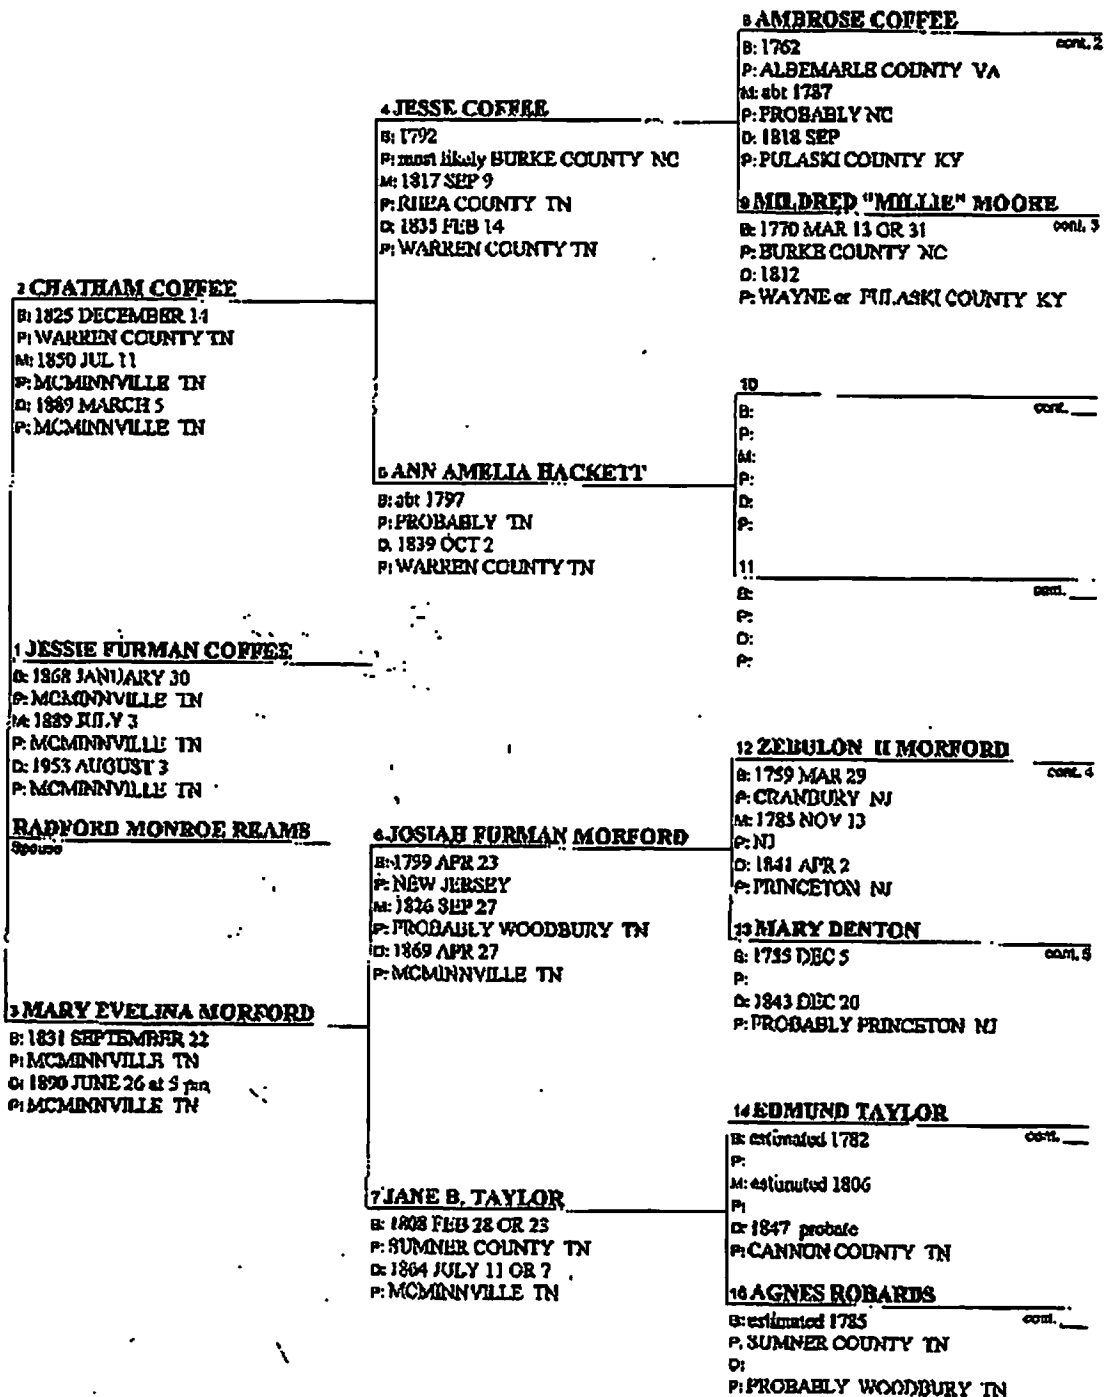 8 AMBROSE COFFEE
cont. 2
B: 1762
P: ALBEMARLE COUNTY VA
M: abt 1787
P: PROBABLY NC
D: 1818 SEP
P: PULASKI COUNTY KY
4 JESSE COFFEE
B: 1792
P: most likely BURKE COUNTY NC
M: 1817 SEP 9
P: RHEA COUNTY TN
D: 1835 FEB 14
P: WARREN COUNTY TN
9 MILDRED "MILLIE" MOORE
cont. 3
B: 1770 MAR 13 OR 31
P: BURKE COUNTY NC
D: 1812
P: WAYNE or PULASKI COUNTY KY
2 CHATHAM COFFEE
B: 1825 DECEMBER 14
P: WARREN COUNTY TN
M: 1850 JUL 11
P: MCMINNVILLE TN
D: 1889 MARCH 5
P: MCMINNVILLE TN
10
cont. ___
B:
P:
M:
P:
D:
P:
5 ANN AMELIA HACKETT
B: abt 1797
P: PROBABLY TN
D. 1839 OCT 2
P: WARREN COUNTY TN
11
cont. ___
B:
P:
D:
P:
1 JESSIE FURMAN COFFEE
B: 1868 JANUARY 30
P: MCMINNVILLE TN
M: 1889 JULY 3
P: MCMINNVILLE TN
D: 1953 AUGUST 3
P: MCMINNVILLE TN
RADFORD MONROE REAMS
Spouse
12 ZEBULON II MORFORD
cont. 4
B: 1759 MAR 29
P: CRANBURY NJ
M: 1785 NOV 13
P: NJ
D: 1841 APR 2
P: PRINCETON NJ
6 JOSIAH FURMAN MORFORD
B: 1799 APR 23
P: NEW JERSEY
M: 1826 SEP 27
P: PROBABLY WOODBURY TN
D: 1869 APR 27
P: MCMINNVILLE TN
13 MARY DENTON
cont. 5
B: 1755 DEC 5
P:
D: 1843 DEC 20
P: PROBABLY PRINCETON NJ
3 MARY EVELINA MORFORD
B: 1831 SEPTEMBER 22
P: MCMINNVILLE TN
D: 1890 JUNE 26 at 5 pm
P: MCMINNVILLE TN
14 EDMUND TAYLOR
cont. ___
B: estimated 1782
P:
M: estimated 1806
P:
D: 1847 probate
P: CANNON COUNTY TN
7 JANE B. TAYLOR
B: 1808 FEB 28 OR 23
P: SUMNER COUNTY TN
D: 1864 JULY 11 OR 7
P: MCMINNVILLE TN
15 AGNES ROBARDS
cont. ___
B: estimated 1785
P. SUMNER COUNTY TN
D:
P: PROBABLY WOODBURY TN